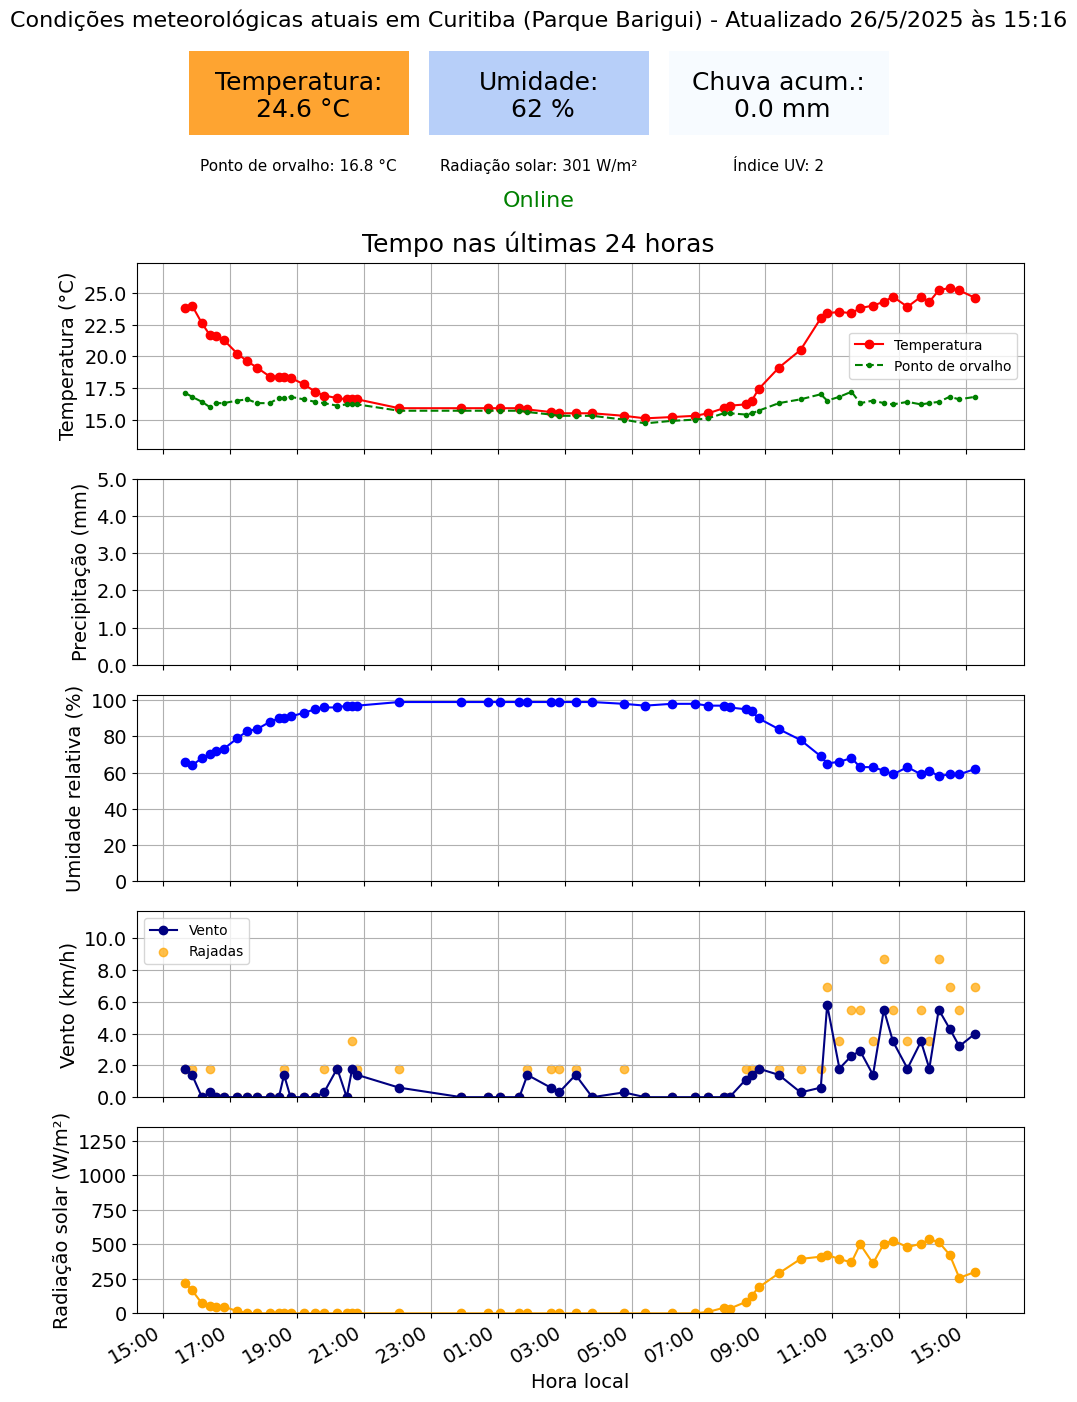 Condições meteorológicas atuais em Curitiba (Parque Barigui) - Atualizado 26/5/2025 às 15:16
Temperatura:
24.6 °C
Umidade:
62 %
Chuva acum.:
0.0 mm
Ponto de orvalho: 16.8 °C
Radiação solar: 301 W/m²
Índice UV: 2
Online
Tempo nas últimas 24 horas
Temperatura (°C)
25.0
22.5
20.0
17.5
15.0
Temperatura
Ponto de orvalho
Precipitação (mm)
5.0
4.0
3.0
2.0
1.0
0.0
Umidade relativa (%)
100
80
60
40
20
0
Vento (km/h)
10.0
8.0
6.0
4.0
2.0
0.0
Vento
Rajadas
Radiação solar (W/m²)
1250
1000
750
500
250
0
15:00
17:00
19:00
21:00
23:00
01:00
03:00
05:00
07:00
09:00
11:00
13:00
15:00
Hora local